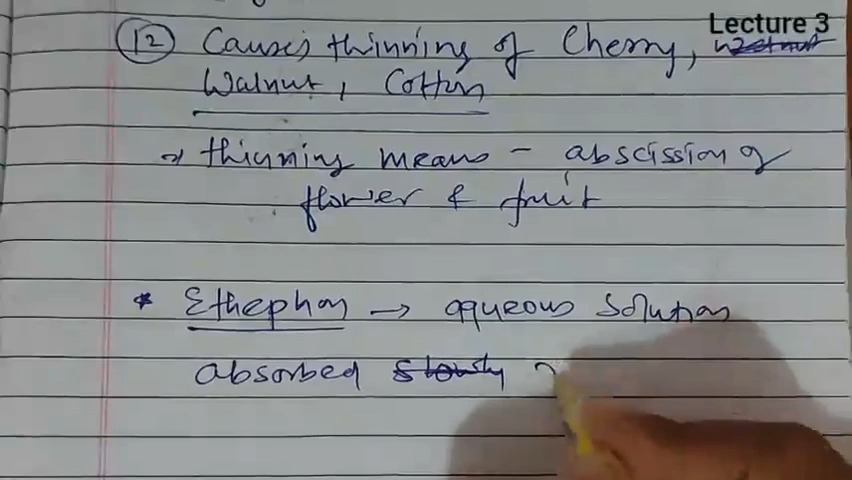 Lecture 3
(12) Causes thinning of Cherry,
Walnut, Cotton
→ thinning means - abscission of
flower & fruit
* Ethephon → aqueous solution
absorbed slowly